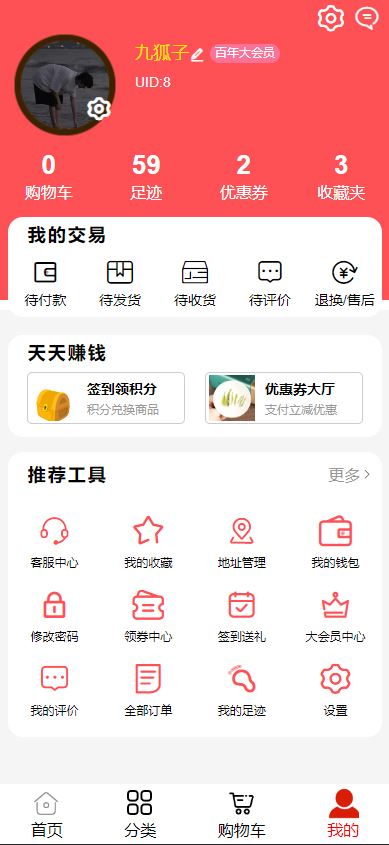 九狐子 百年大会员
UID:8
0 59 2 3
购物车 足迹 优惠券 收藏夹
我的交易
待付款 待发货 待收货 待评价 退换/售后
天天赚钱
签到领积分 优惠券大厅
积分兑换商品 支付立减优惠
推荐工具 更多
客服中心 我的收藏 地址管理 我的钱包
修改密码 领券中心 签到送礼 大会员中心
我的评价 全部订单 我的足迹 设置
首页 分类 购物车 我的